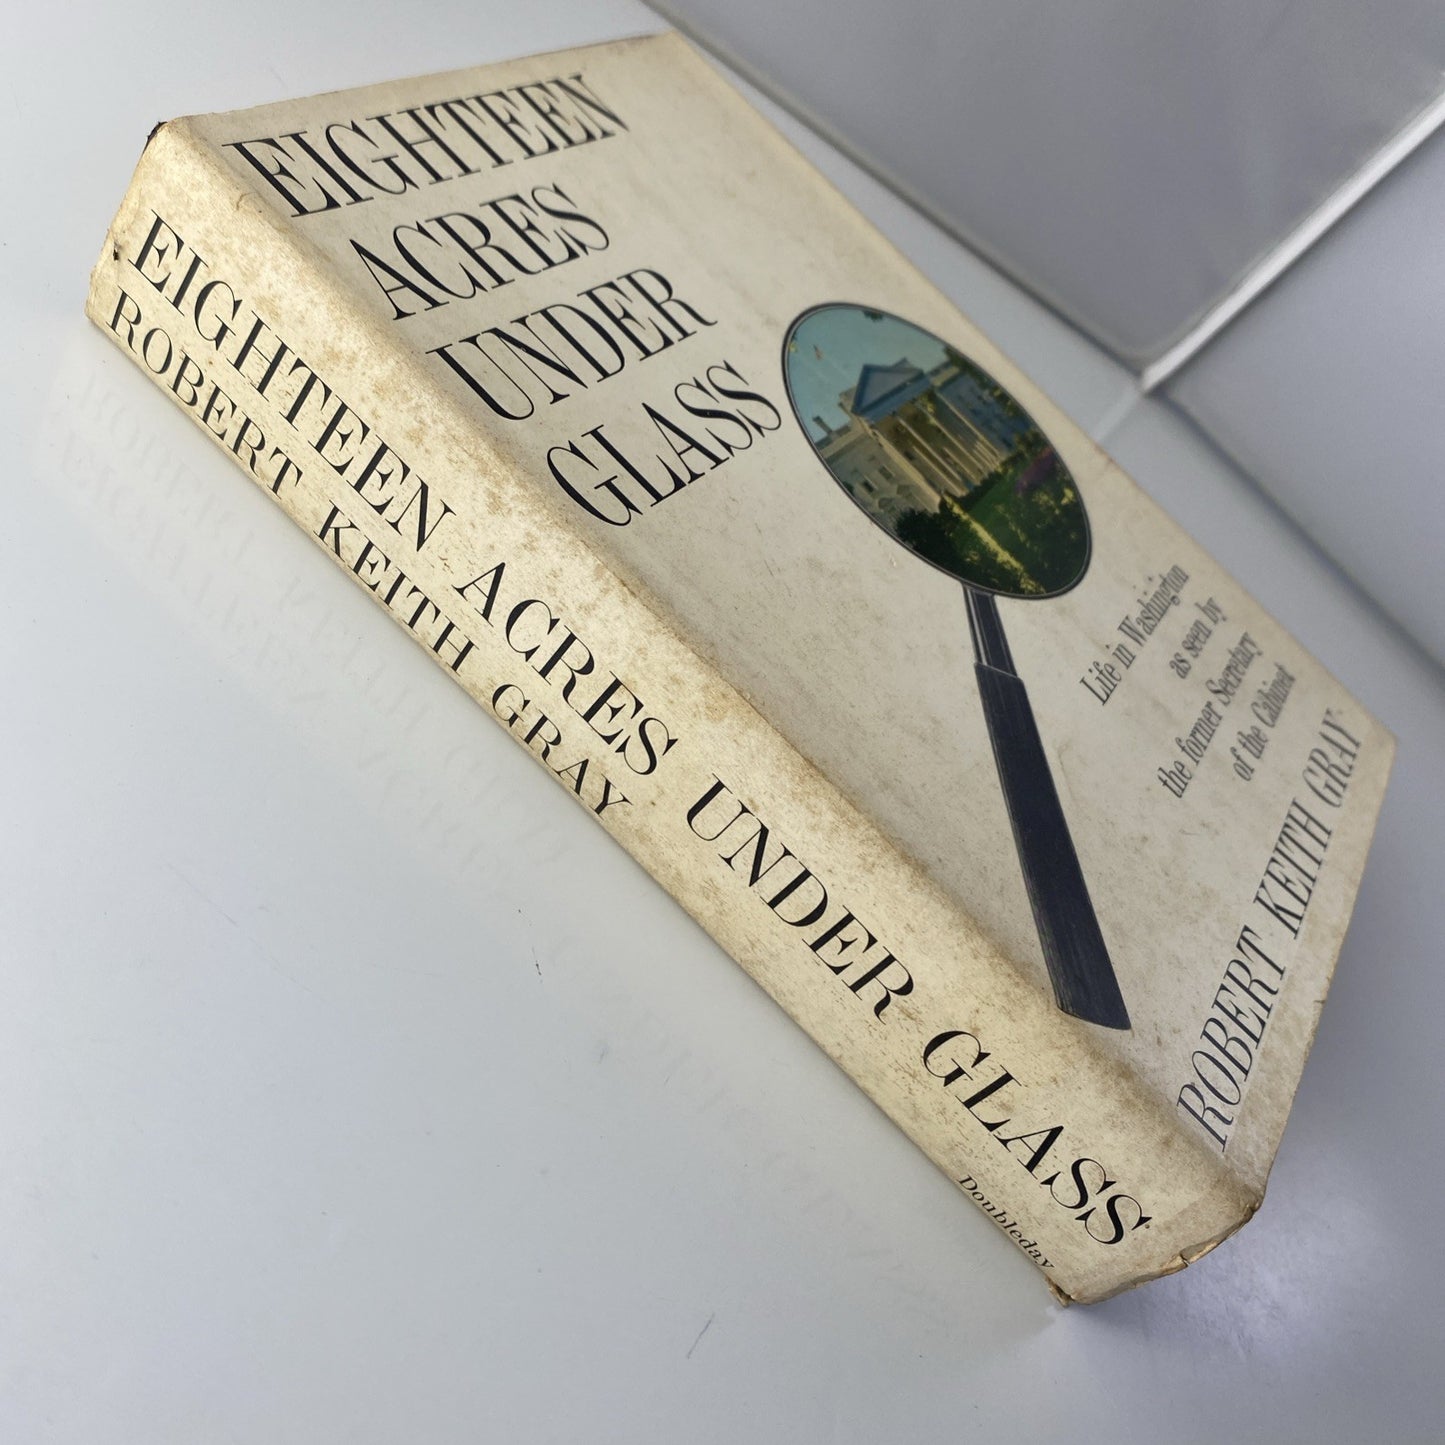 EIGHTEEN
ACRES
UNDER
GLASS
Life in Washington
as seen by
the former Secretary
of the Cabinet
ROBERT KEITH GRAY
EIGHTEEN ACRES UNDER GLASS
ROBERT KEITH GRAY
Doubleday